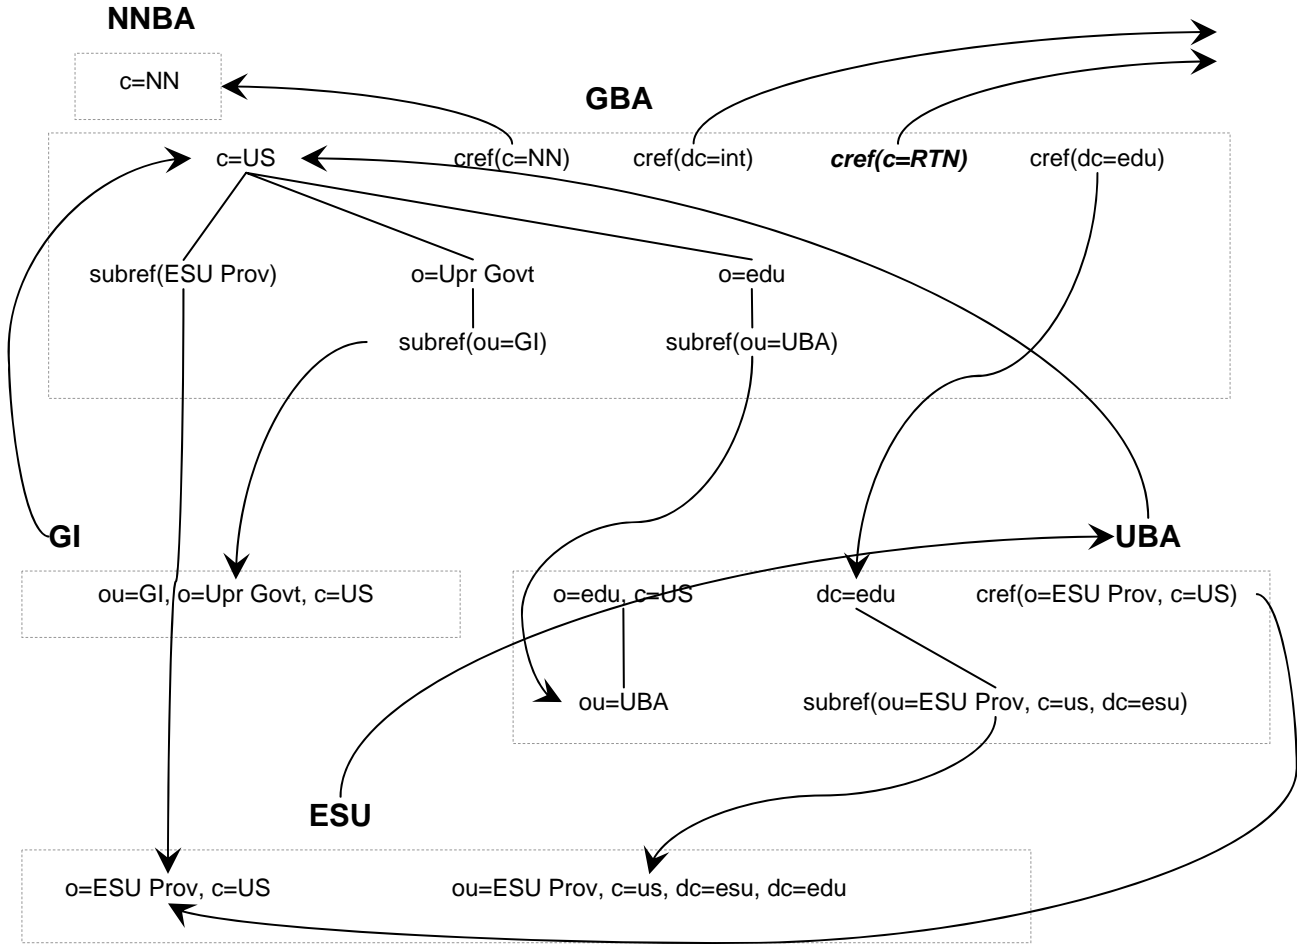 NNBA
c=NN
GBA
c=US cref(c=NN) cref(dc=int) cref(c=RTN) cref(dc=edu)
subref(ESU Prov) o=Upr Govt o=edu
subref(ou=GI) subref(ou=UBA)
GI UBA
ou=GI, o=Upr Govt, c=US o=edu, c=US dc=edu cref(o=ESU Prov, c=US)
ou=UBA subref(ou=ESU Prov, c=us, dc=esu)
ESU
o=ESU Prov, c=US ou=ESU Prov, c=us, dc=esu, dc=edu